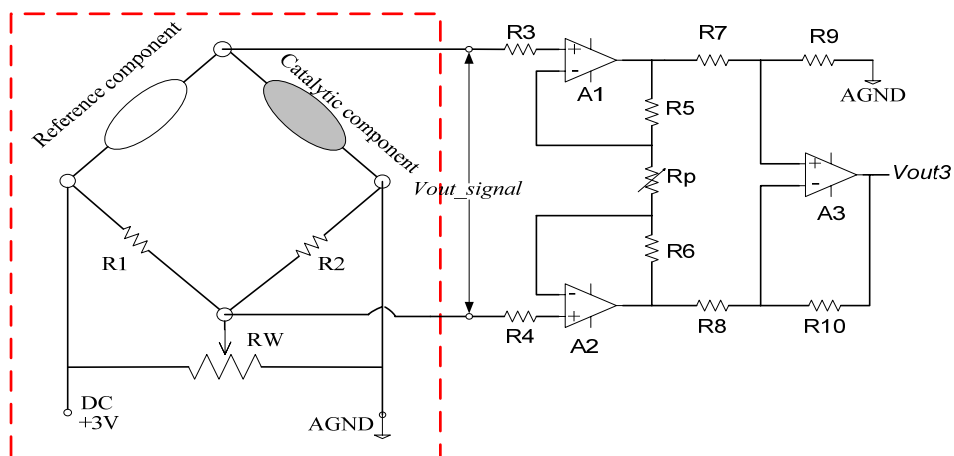 Reference component
Catalytic component
R1
R2
RW
DC
+3V
AGND
Vout_signal
R3
R4
+
-
A1
-
+
A2
R5
Rp
R6
R7
R8
R9
AGND
+
-
A3
R10
Vout3